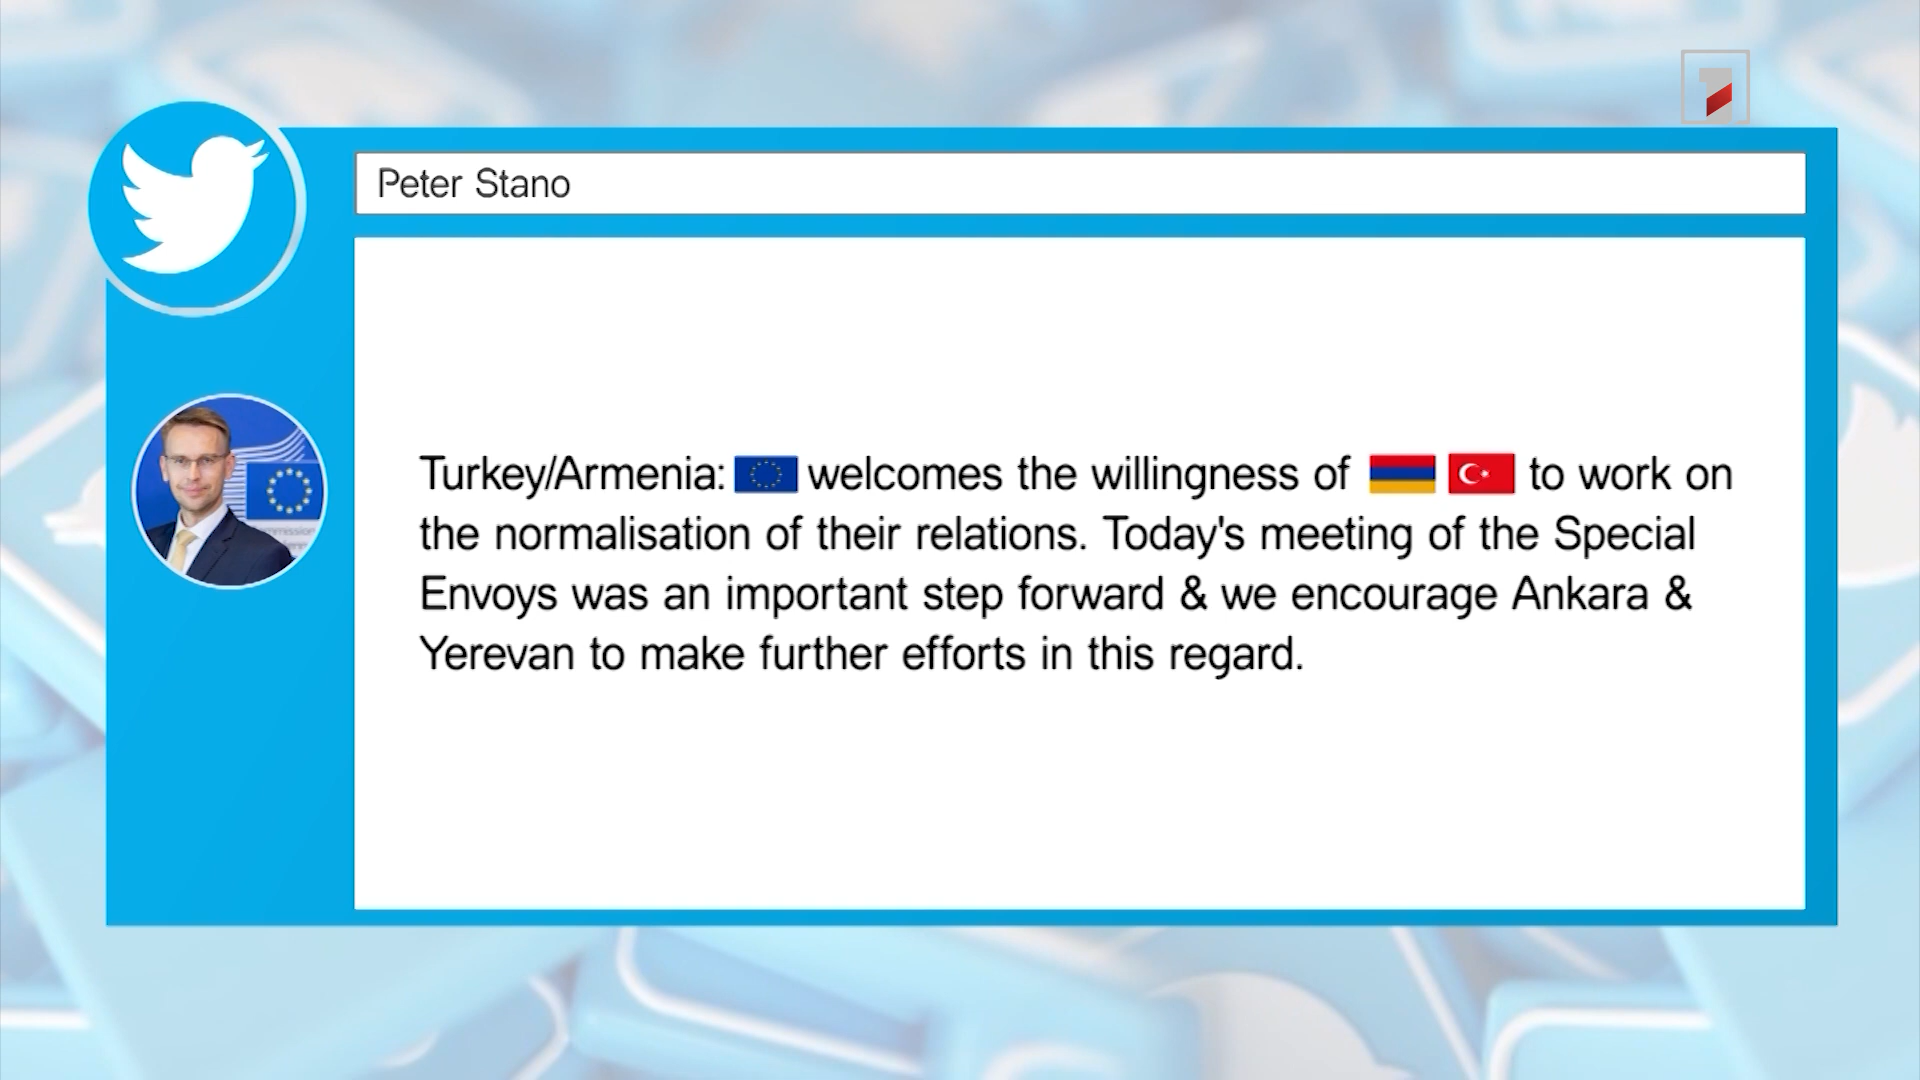 Peter Stano
Turkey/Armenia: 🇪🇺 welcomes the willingness of 🇦🇲 🇹🇷 to work on
the normalisation of their relations. Today's meeting of the Special
Envoys was an important step forward & we encourage Ankara &
Yerevan to make further efforts in this regard.